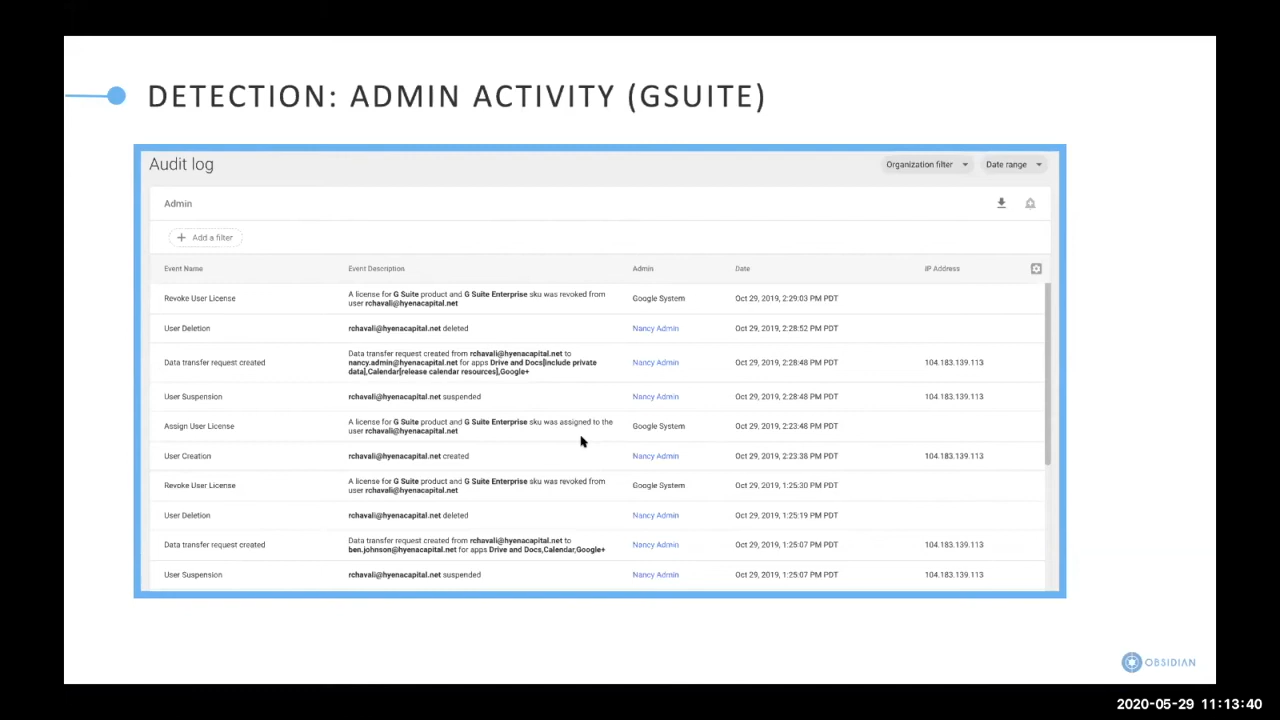 DETECTION: ADMIN ACTIVITY (GSUITE)
Audit log
Organization filter
Date range
Admin
Add a filter
Event Name Event Description Admin Date IP Address
Revoke User License A license for G Suite product and G Suite Enterprise sku was revoked from Google System Oct 29, 2019, 2:29:03 PM PDT
user rchavali@hyenacapital.net
User Deletion rchavali@hyenacapital.net deleted Nancy Admin Oct 29, 2019, 2:28:52 PM PDT
Data transfer request created from rchavali@hyenacapital.net to
Data transfer request created nancy.admin@hyenacapital.net for apps Drive and Docs[include private Nancy Admin Oct 29, 2019, 2:28:48 PM PDT 104.183.139.113
data],Calendar[release calendar resources],Google+
User Suspension rchavali@hyenacapital.net suspended Nancy Admin Oct 29, 2019, 2:28:48 PM PDT 104.183.139.113
Assign User License A license for G Suite product and G Suite Enterprise sku was assigned to the Google System Oct 29, 2019, 2:23:48 PM PDT
user rchavali@hyenacapital.net
User Creation rchavali@hyenacapital.net created Nancy Admin Oct 29, 2019, 2:23:38 PM PDT 104.183.139.113
Revoke User License A license for G Suite product and G Suite Enterprise sku was revoked from Google System Oct 29, 2019, 1:25:30 PM PDT
user rchavali@hyenacapital.net
User Deletion rchavali@hyenacapital.net deleted Nancy Admin Oct 29, 2019, 1:25:19 PM PDT
Data transfer request created Data transfer request created from rchavali@hyenacapital.net to Nancy Admin Oct 29, 2019, 1:25:07 PM PDT 104.183.139.113
ben.johnson@hyenacapital.net for apps Drive and Docs,Calendar,Google+
User Suspension rchavali@hyenacapital.net suspended Nancy Admin Oct 29, 2019, 1:25:07 PM PDT 104.183.139.113
OBSIDIAN
2020-05-29 11:13:40